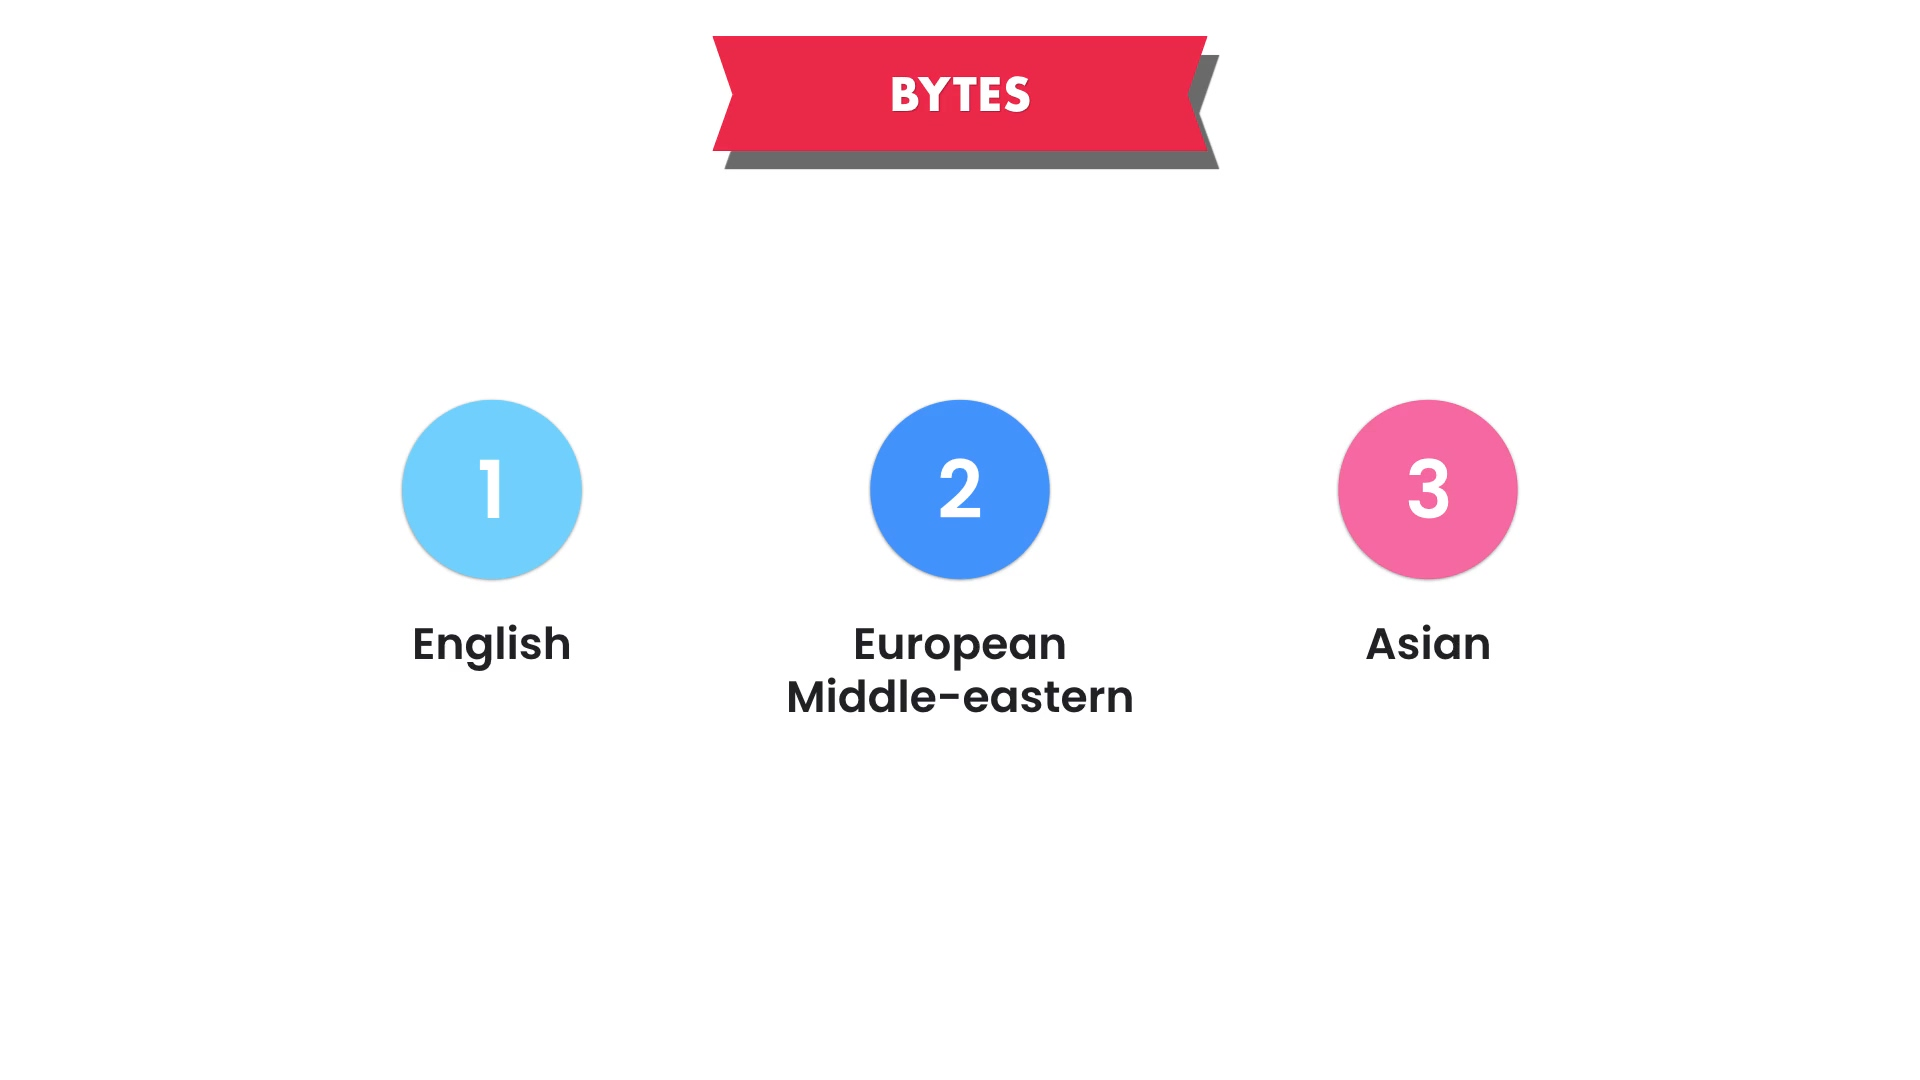 BYTES
1
2
3
English
European
Middle-eastern
Asian